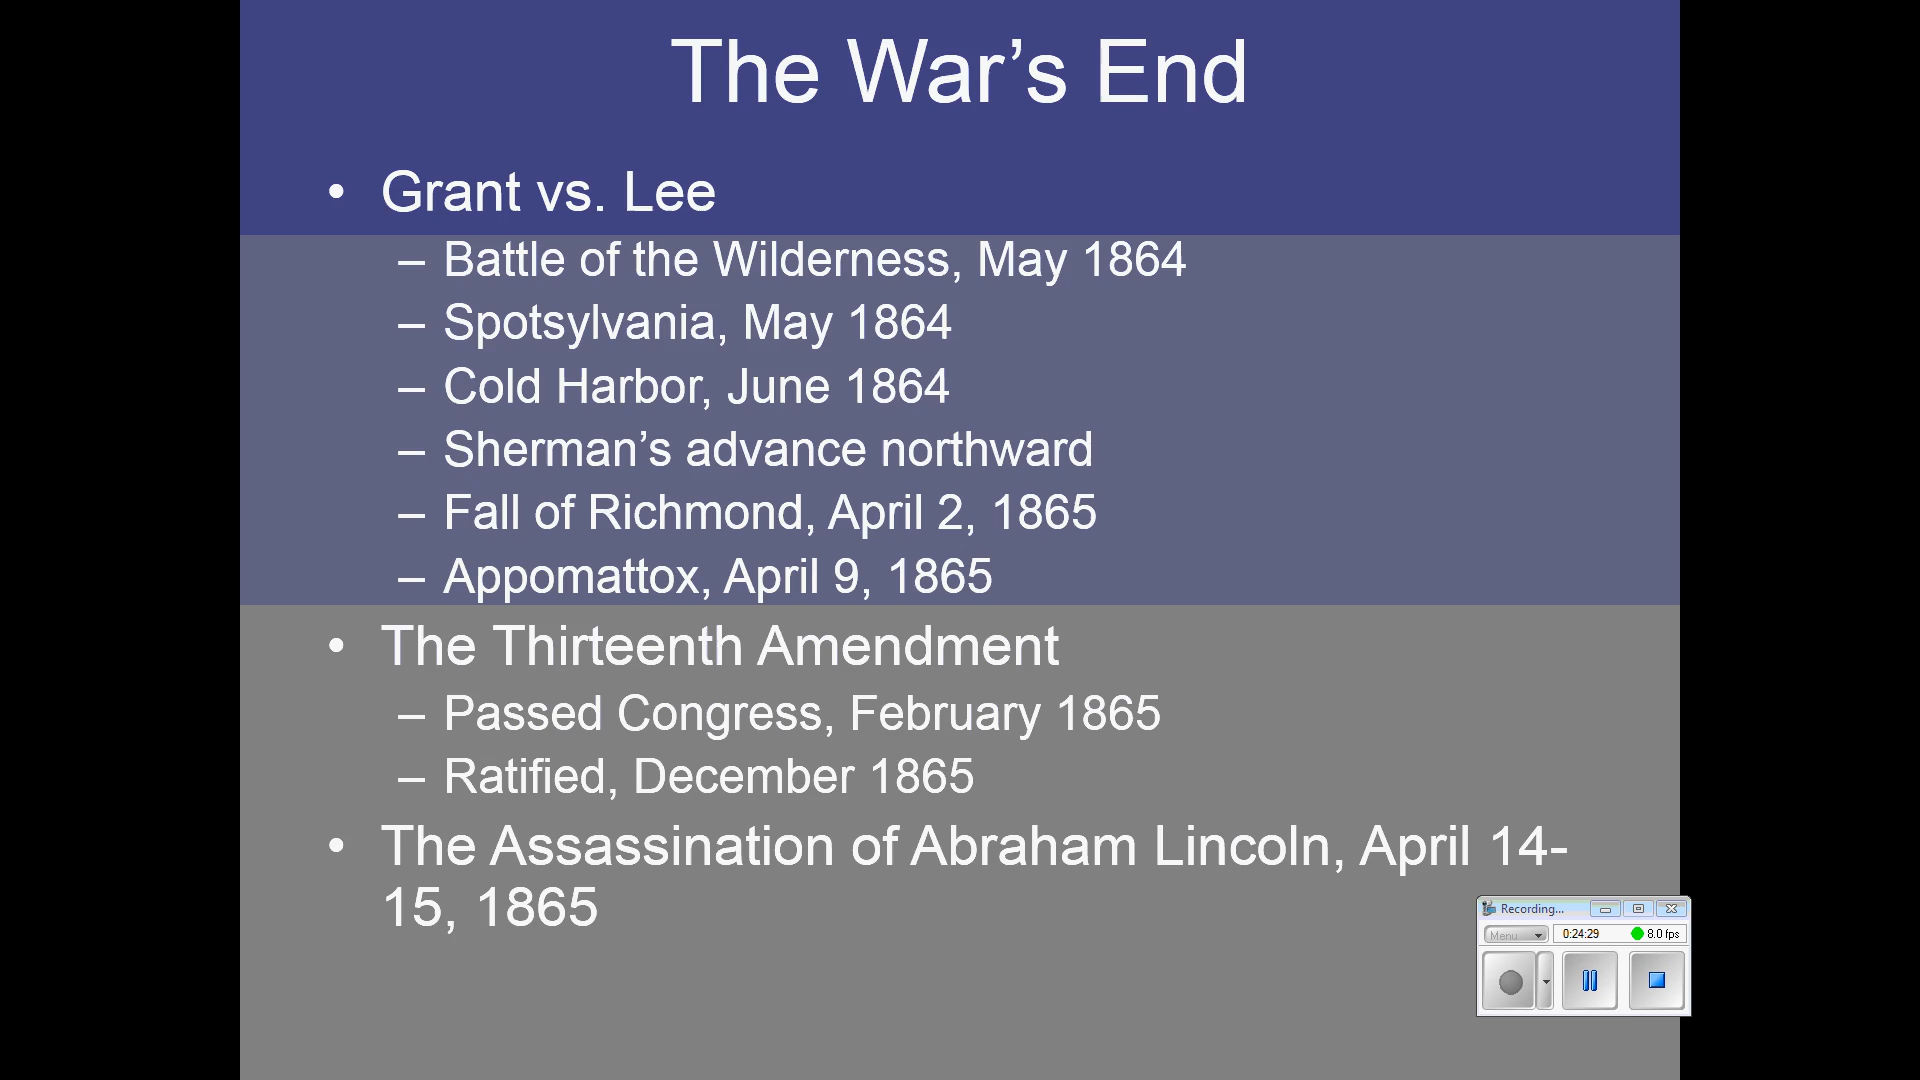 The War’s End
• Grant vs. Lee
– Battle of the Wilderness, May 1864
– Spotsylvania, May 1864
– Cold Harbor, June 1864
– Sherman’s advance northward
– Fall of Richmond, April 2, 1865
– Appomattox, April 9, 1865
• The Thirteenth Amendment
– Passed Congress, February 1865
– Ratified, December 1865
• The Assassination of Abraham Lincoln, April 14-
15, 1865
Recording...
Menu 0:24:29 8.0 fps